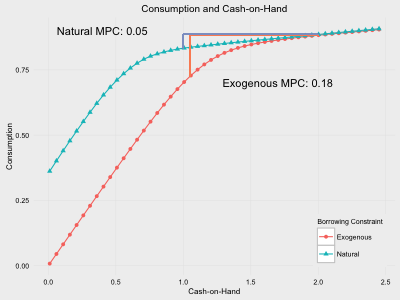 Consumption and Cash-on-Hand
Natural MPC: 0.05
Exogenous MPC: 0.18
Consumption
0.75
0.50
0.25
0.00
0.0 0.5 1.0 1.5 2.0 2.5
Cash-on-Hand
Borrowing Constraint
Exogenous
Natural